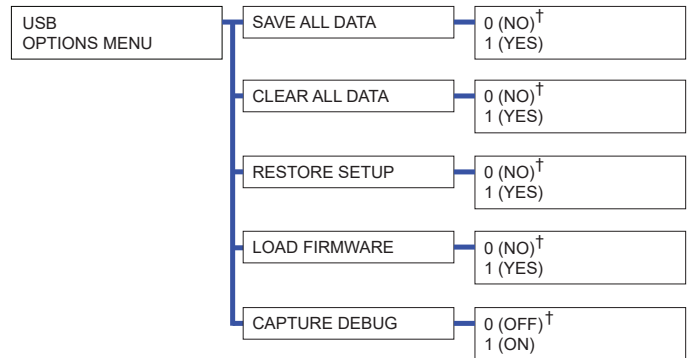 USB
OPTIONS MENU
SAVE ALL DATA
0 (NO)†
1 (YES)
CLEAR ALL DATA
0 (NO)†
1 (YES)
RESTORE SETUP
0 (NO)†
1 (YES)
LOAD FIRMWARE
0 (NO)†
1 (YES)
CAPTURE DEBUG
0 (OFF)†
1 (ON)